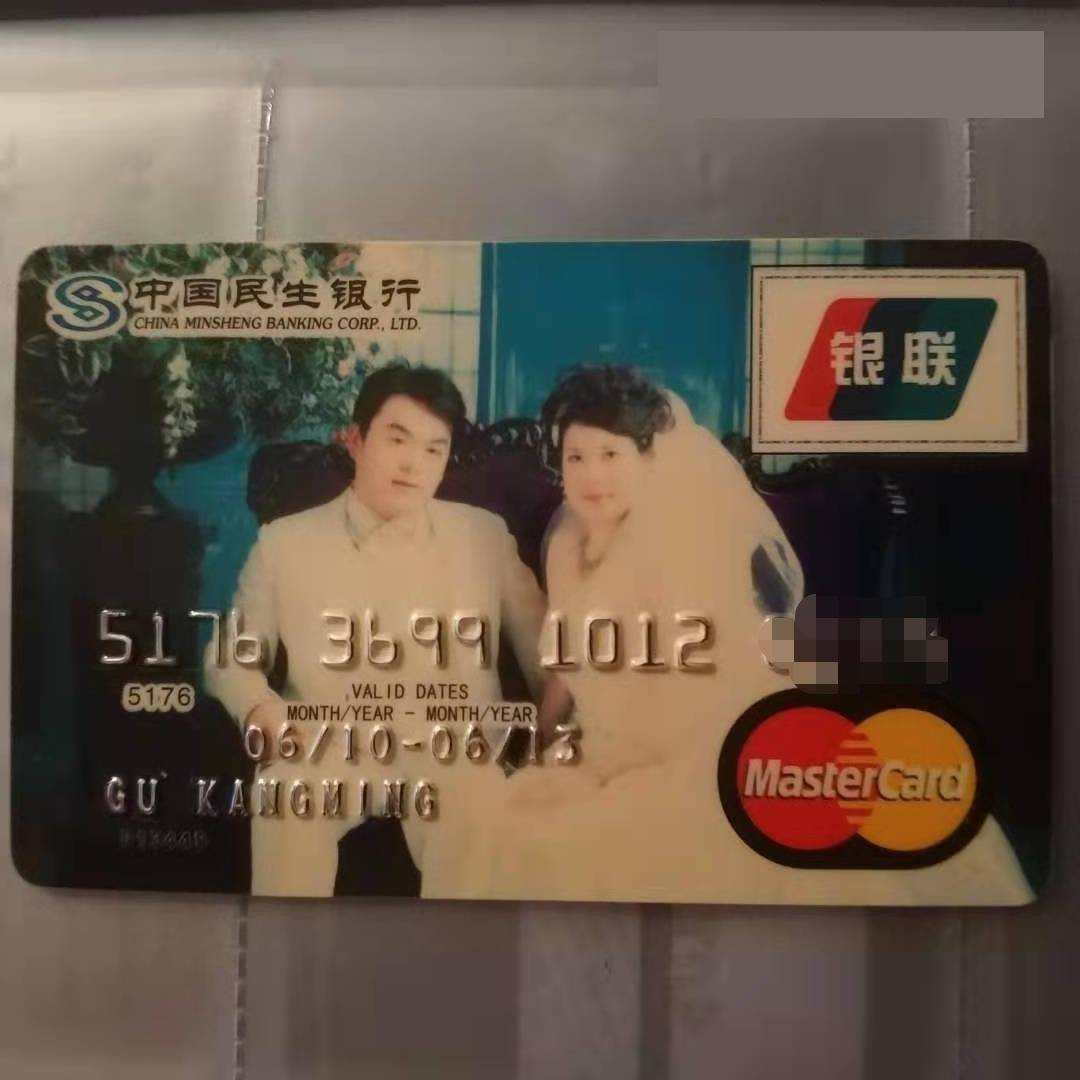 中国民生银行
CHINA MINSHENG BANKING CORP., LTD.
银联
5176 3699 1012
5176
VALID DATES
MONTH/YEAR - MONTH/YEAR
06/10-06/13
GU KANGMING
MasterCard